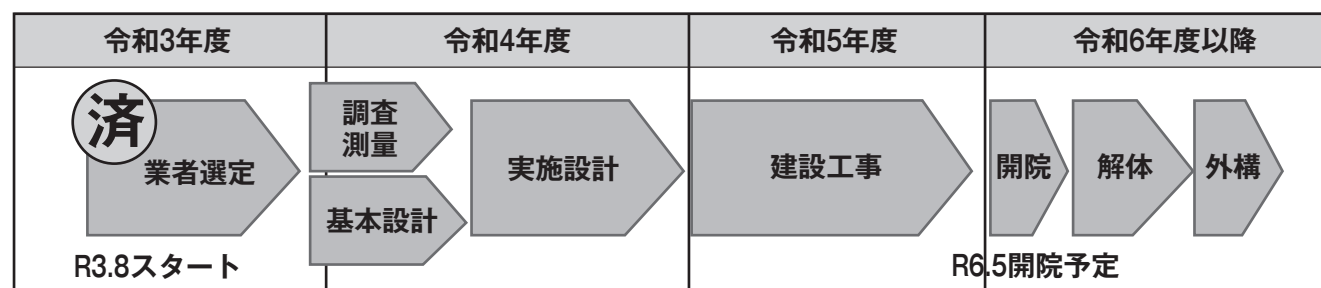 令和3年度
令和4年度
令和5年度
令和6年度以降
済
業者選定
調査
測量
基本設計
実施設計
建設工事
開院
解体
外構
R3.8スタート
R6.5開院予定